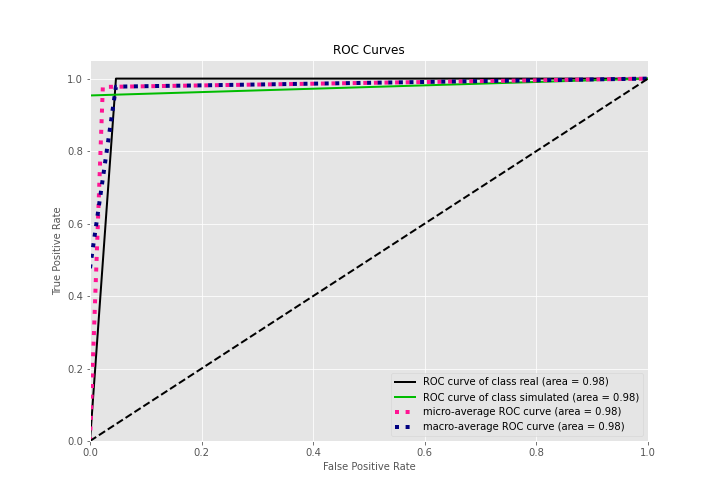 ROC Curves
True Positive Rate
1.0
0.8
0.6
0.4
0.2
0.0
0.0 0.2 0.4 0.6 0.8 1.0
False Positive Rate
ROC curve of class real (area = 0.98)
ROC curve of class simulated (area = 0.98)
micro-average ROC curve (area = 0.98)
macro-average ROC curve (area = 0.98)